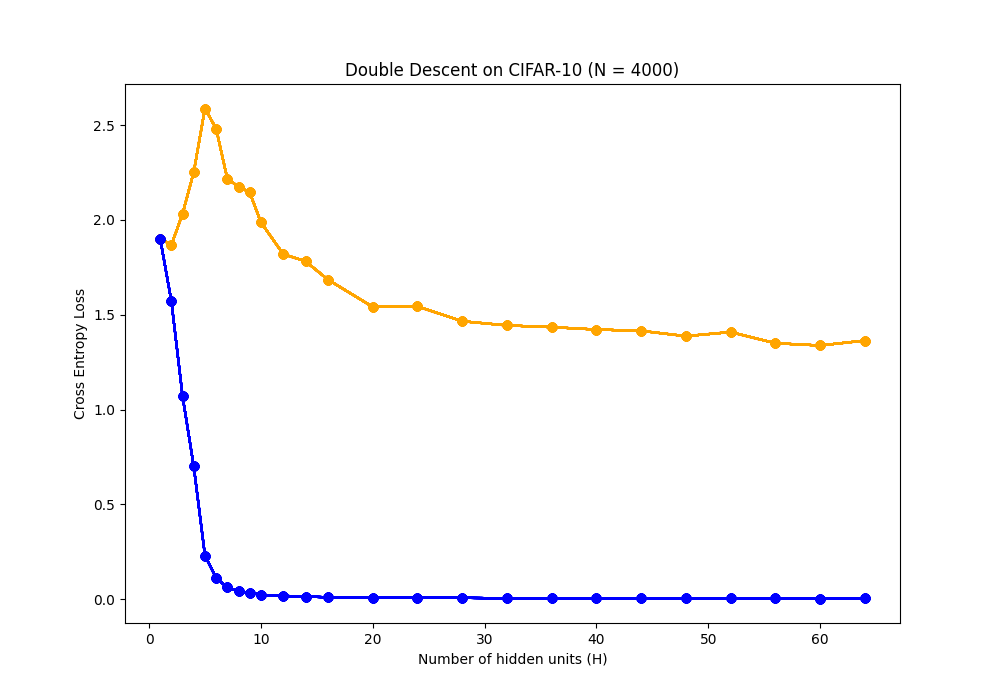 Double Descent on CIFAR-10 (N = 4000)
2.5
2.0
1.5
1.0
0.5
0.0
Cross Entropy Loss
0 10 20 30 40 50 60
Number of hidden units (H)